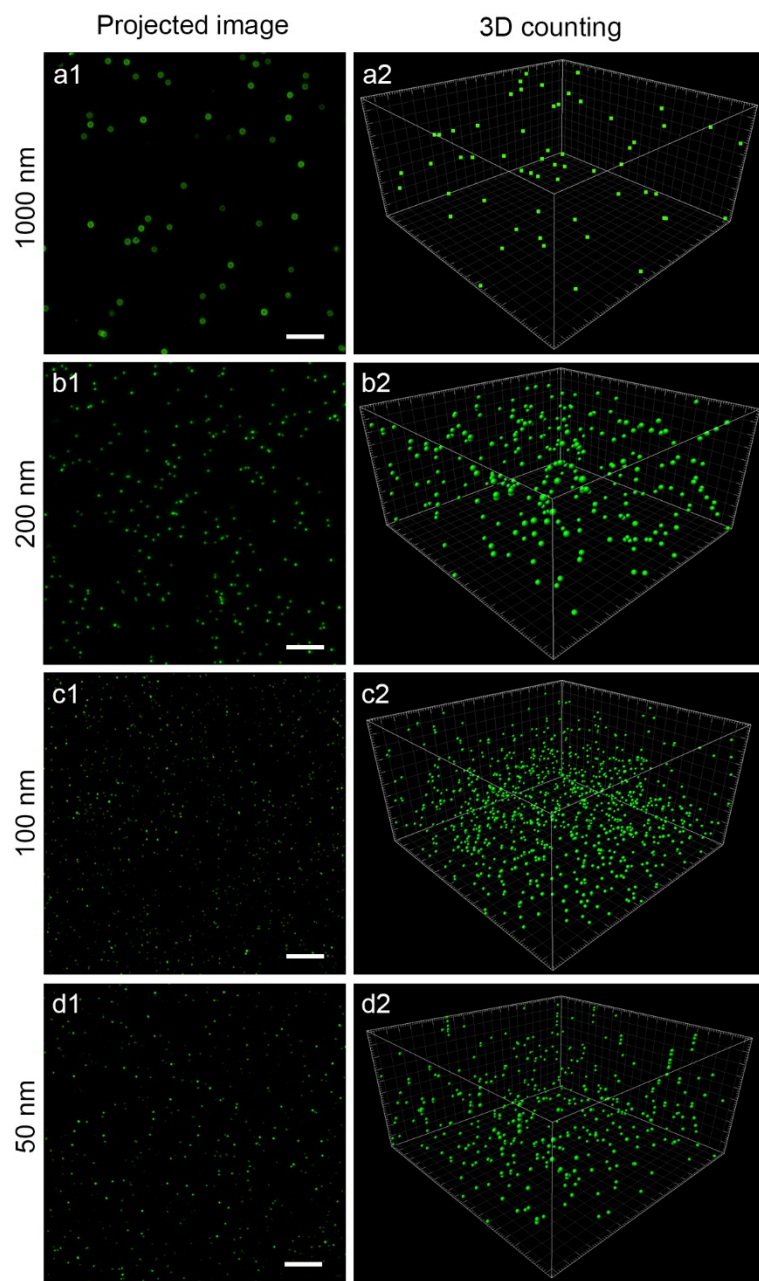 Projected image 3D counting
1000 nm
a1 a2
200 nm
b1 b2
100 nm
c1 c2
50 nm
d1 d2